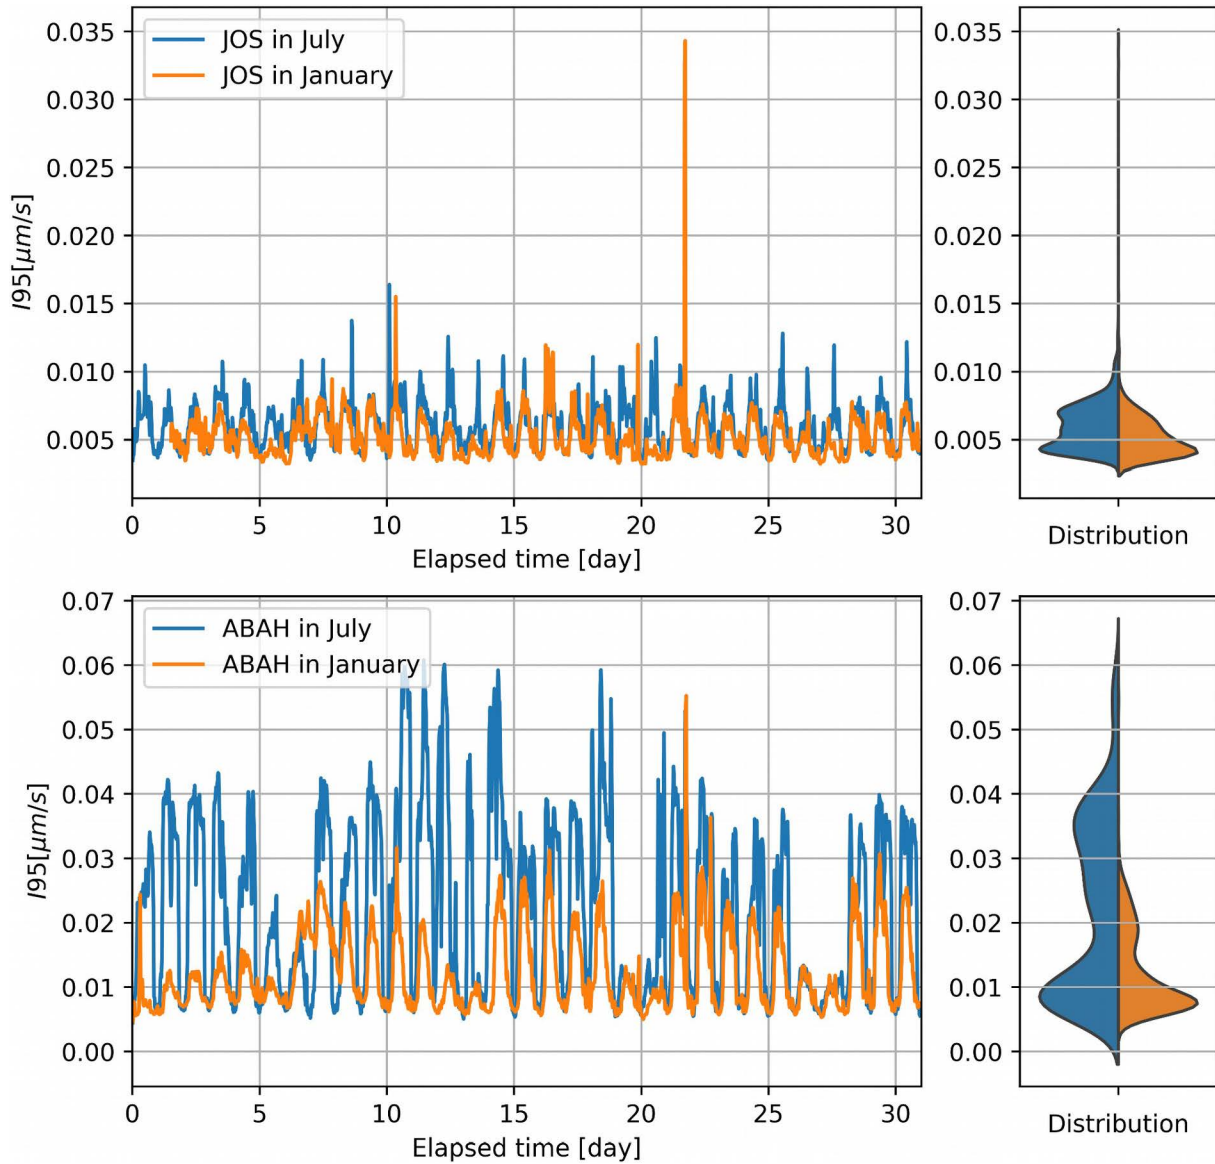 JOS in July
JOS in January
0.035
0.030
0.025
0.020
0.015
0.010
0.005
I95[μm/s]
0 5 10 15 20 25 30
Elapsed time [day]
0.035
0.030
0.025
0.020
0.015
0.010
0.005
Distribution
ABAH in July
ABAH in January
0.07
0.06
0.05
0.04
0.03
0.02
0.01
0.00
I95[μm/s]
0 5 10 15 20 25 30
Elapsed time [day]
0.07
0.06
0.05
0.04
0.03
0.02
0.01
0.00
Distribution